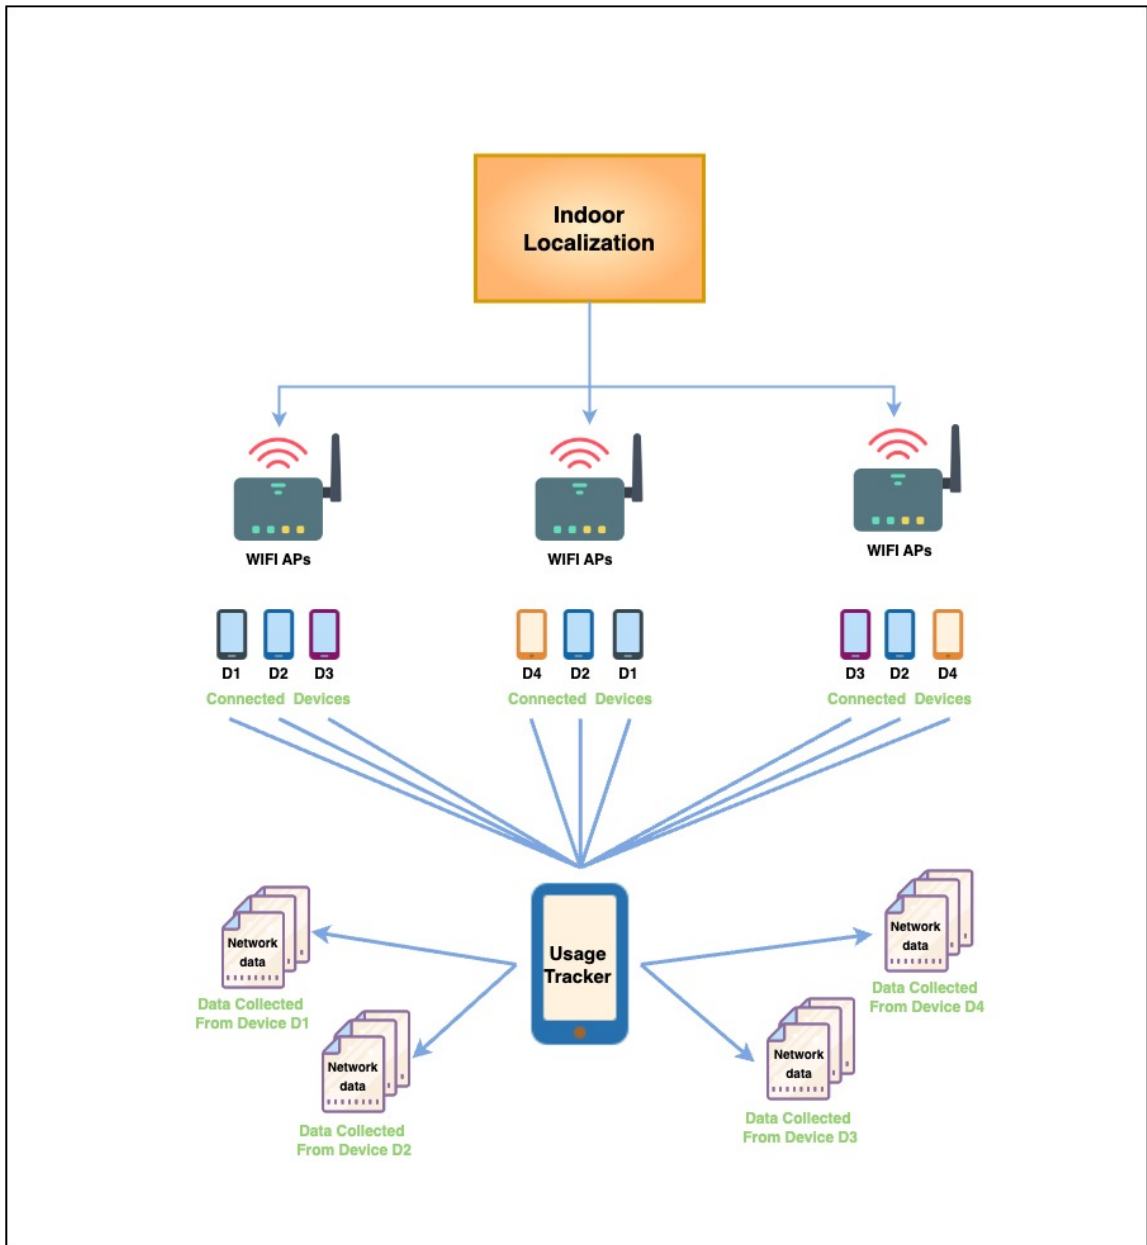 Indoor
Localization
WIFI APs
WIFI APs
WIFI APs
D1 D2 D3
Connected Devices
D4 D2 D1
Connected Devices
D3 D2 D4
Connected Devices
Usage
Tracker
Network
data
Data Collected
From Device D1
Network
data
Data Collected
From Device D2
Network
data
Data Collected
From Device D4
Network
data
Data Collected
From Device D3